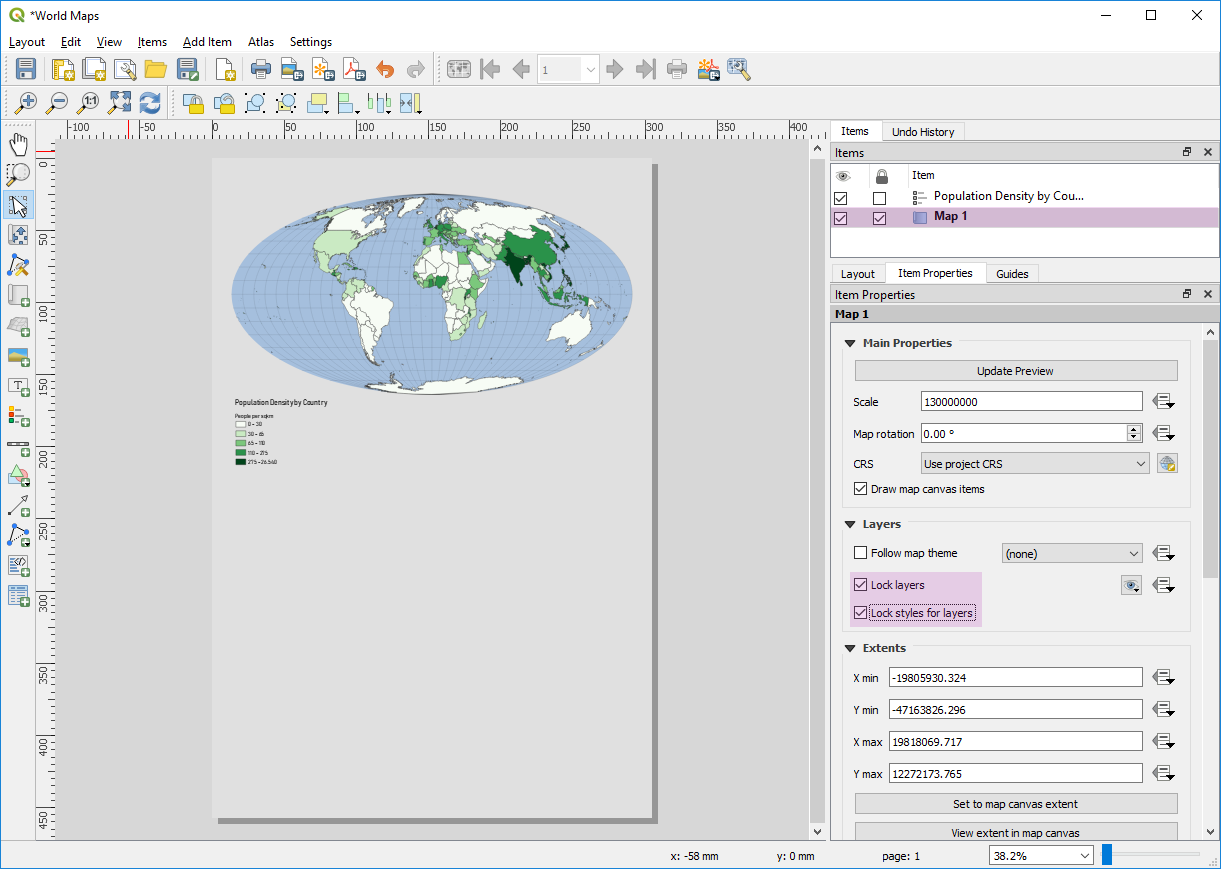 *World Maps
Layout Edit View Items Add Item Atlas Settings
1
1:1
-100 -50 0 50 100 150 200 250 300 350 400
0
50
100
150
200
250
300
350
400
450
Population Density by Country
People per sqkm
0 - 30
30 - 65
65 - 110
110 - 275
275 - 26.540
Items Undo History
Items
Item
Population Density by Cou...
Map 1
Layout Item Properties Guides
Item Properties
Map 1
Main Properties
Update Preview
Scale 130000000
Map rotation 0.00 °
CRS Use project CRS
Draw map canvas items
Layers
Follow map theme (none)
Lock layers
Lock styles for layers
Extents
X min -19805930.324
Y min -47163826.296
X max 19818069.717
Y max 12272173.765
Set to map canvas extent
View extent in map canvas
x: -58 mm y: 0 mm page: 1 38.2%